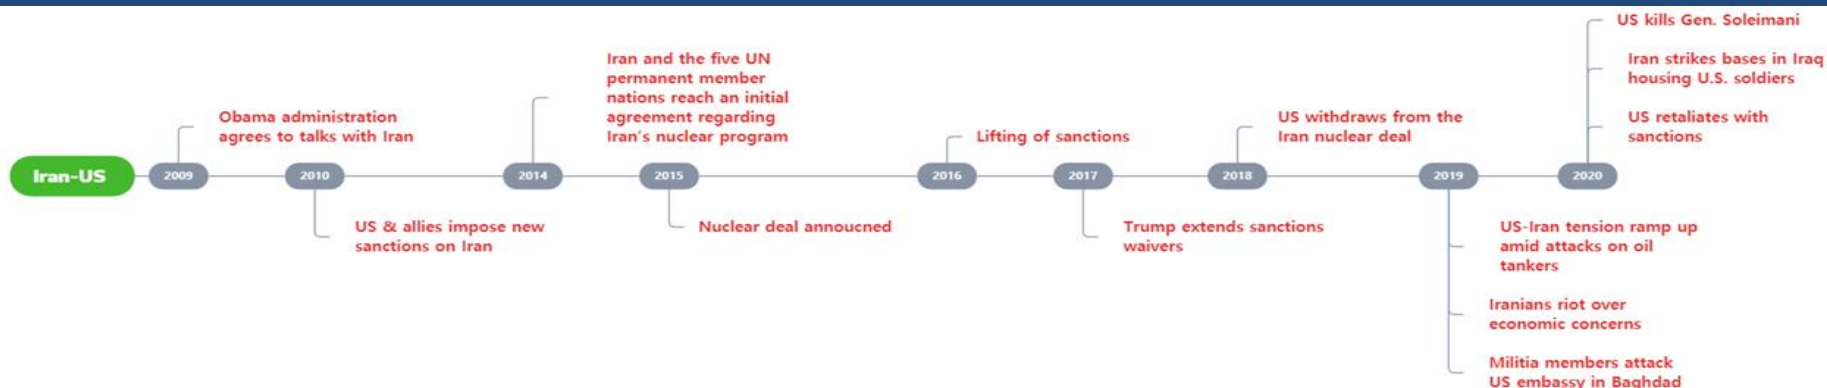 US kills Gen. Soleimani
Iran and the five UN
permanent member
nations reach an initial
agreement regarding
Iran's nuclear program
Iran strikes bases in Iraq
housing U.S. soldiers
Obama administration
agrees to talks with Iran
Lifting of sanctions
US withdraws from the
Iran nuclear deal
US retaliates with
sanctions
Iran-US
2009
2010
2014
2015
2016
2017
2018
2019
2020
US & allies impose new
sanctions on Iran
Nuclear deal annoucned
Trump extends sanctions
waivers
US-Iran tension ramp up
amid attacks on oil
tankers
Iranians riot over
economic concerns
Militia members attack
US embassy in Baghdad